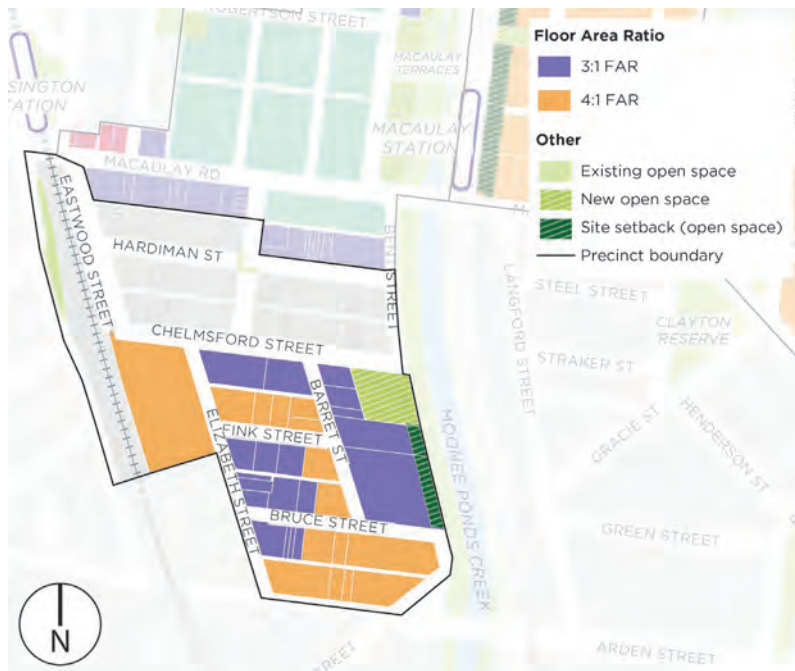 ROBERTSON STREET
Floor Area Ratio
3:1 FAR
4:1 FAR
Other
Existing open space
New open space
Site setback (open space)
Precinct boundary
MACAULAY
TERRACES
SINGTON
STATION
MACAULAY
STATION
MACAULAY RD
EASTWOOD STREET
HARDIMAN ST
BENT STREET
LANGFORD STREET
STEEL STREET
CLAYTON
RESERVE
CHELMSFORD STREET
STRAKER ST
BARRET ST
ELIZABETH STREET
FINK STREET
MOONEE PONDS CREEK
GRACIE ST
HENDERSON ST
BRUCE STREET
GREEN STREET
ARDEN STREET
STREET
N